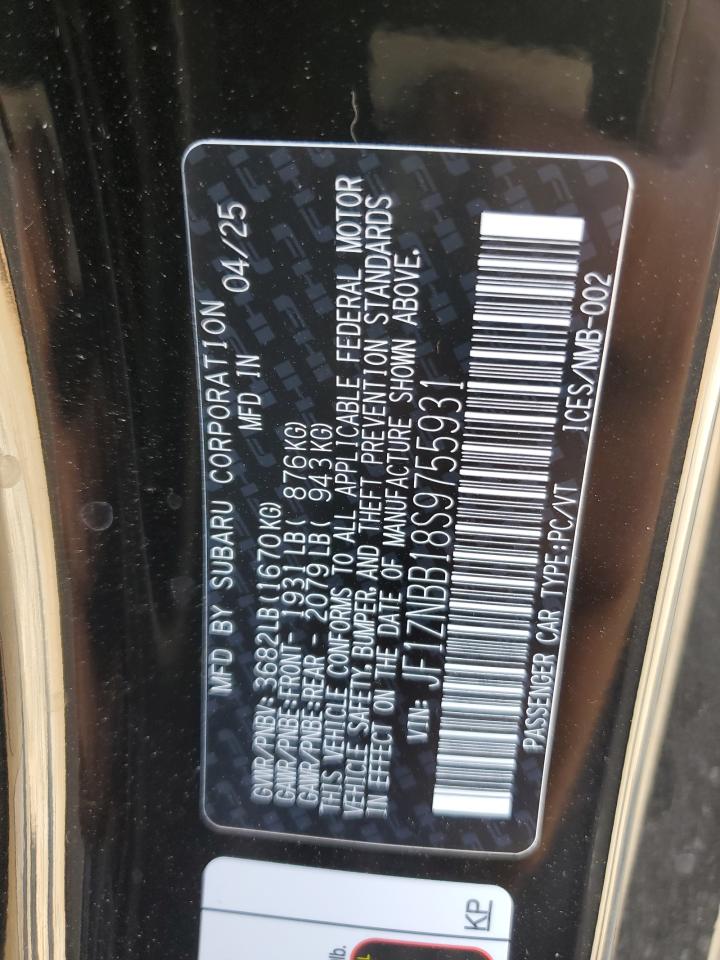 MFD BY SUBARU CORPORATION
MFD IN 04/25
GVWR/PNBV: 3682LB(1670KG)
GAWR/PNBE:FRONT- 1931LB( 876KG)
GAWR/PNBE:REAR - 2079LB( 943KG)
THIS VEHICLE CONFORMS TO ALL APPLICABLE FEDERAL MOTOR
VEHICLE SAFETY, BUMPER, AND THEFT PREVENTION STANDARDS
IN EFFECT ON THE DATE OF MANUFACTURE SHOWN ABOVE.
VIN: JF1ZNBB18S9755931
PASSENGER CAR TYPE:PC/VT ICES/NMB-002
lb.
KP